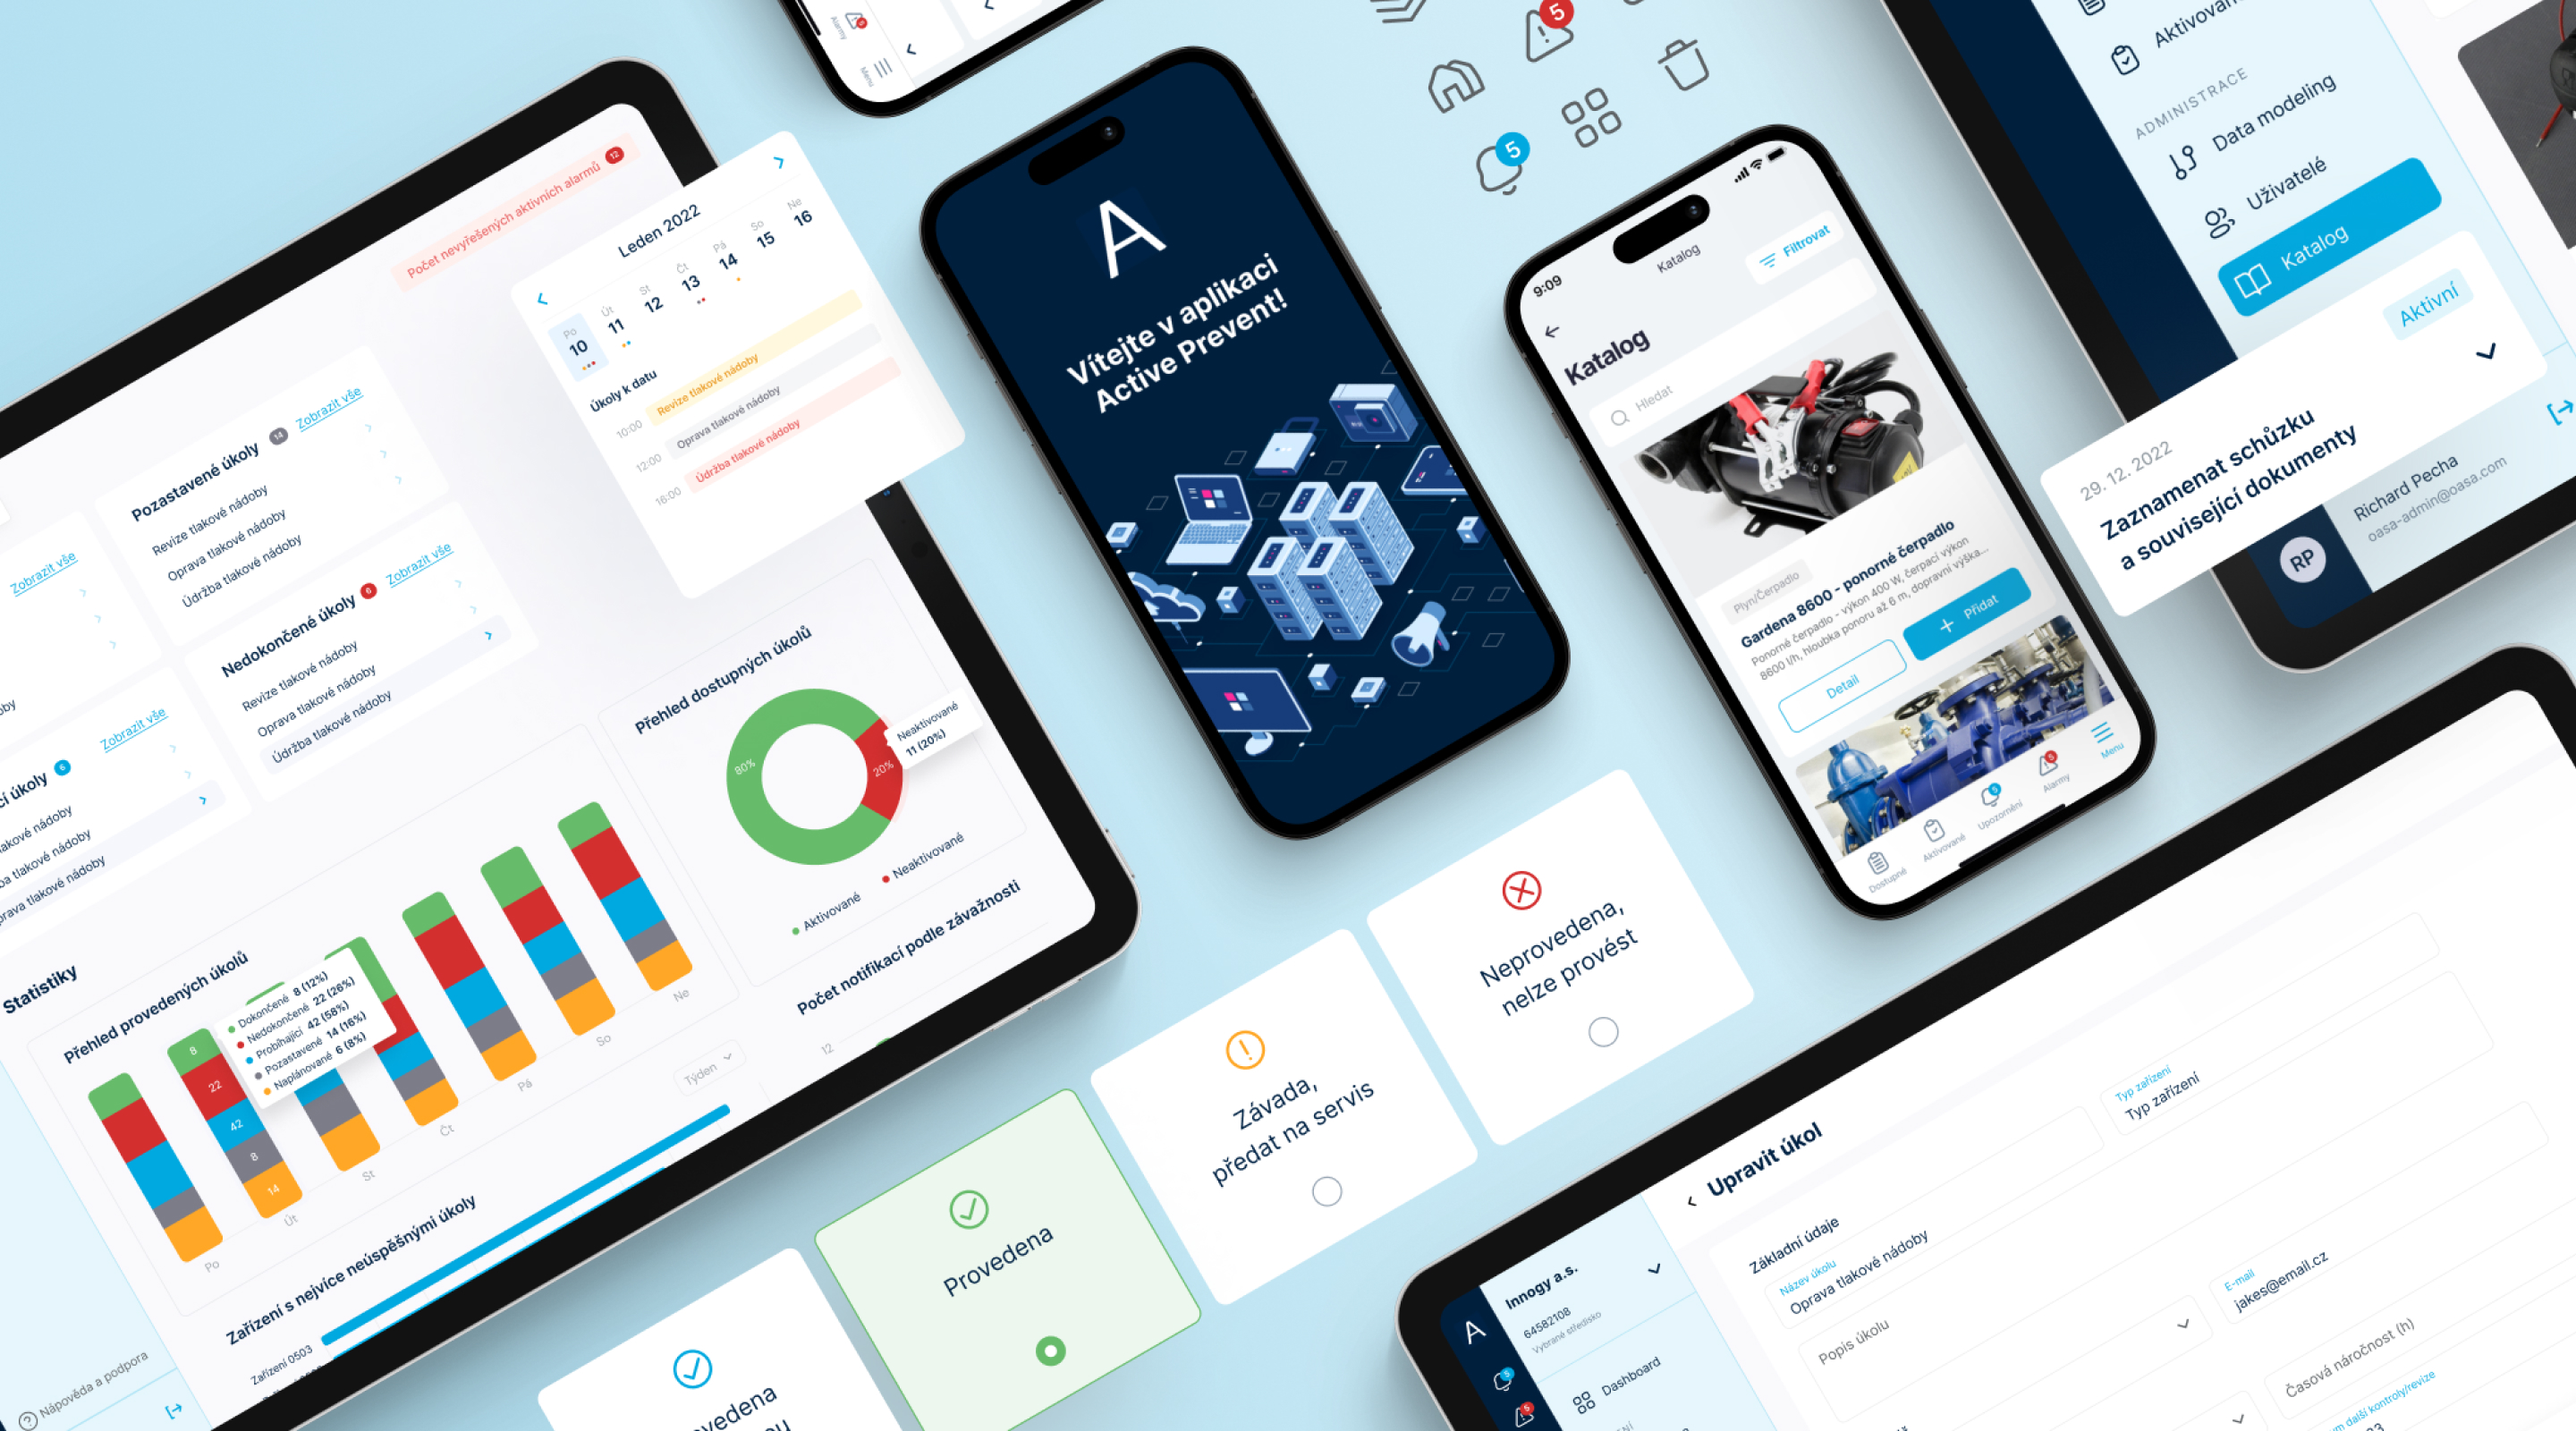 Počet nevyřešených aktivních alarmů 12
Pozastavené úkoly 14 Zobrazit vše
Revize tlakové nádoby
Oprava tlakové nádoby
Údržba tlakové nádoby
Zobrazit vše
Nedokončené úkoly 6 Zobrazit vše
Revize tlakové nádoby
Oprava tlakové nádoby
Údržba tlakové nádoby
úkoly 6 Zobrazit vše
Leden 2022
Po Út St Čt Pá So Ne
10 11 12 13 14 15 16
Úkoly k datu
10:00 Revize tlakové nádoby
12:00 Oprava tlakové nádoby
16:00 Údržba tlakové nádoby
Statistiky
Přehled provedených úkolů
Dokončené 8 (12%)
Nedokončené 22 (26%)
Probíhající 42 (58%)
Pozastavené 14 (16%)
Naplánované 6 (8%)
8
22
42
8
14
Po Út St Čt Pá So Ne
Přehled dostupných úkolů
80%
20%
Neaktivované
11 (20%)
Aktivované
Neaktivované
Počet notifikací podle závažnosti
12
Týden
Zařízení s nejvíce neúspěšnými úkoly
Zařízení 0503
Nápověda a podpora
Alarmy
Menu
A
Vítejte v aplikaci
Active Prevent!
5
5
9:09
Katalog
Filtrovat
Katalog
Hledat
Plyn/Čerpadlo
Gardena 8600 - ponorné čerpadlo
Ponorné čerpadlo - výkon 400 W, čerpací výkon
8600 l/h, hloubka ponoru až 6 m, dopravní výška...
Detail
+ Přidat
Dostupné
Aktivované
5
Upozornění
5
Alarmy
Menu
ADMINISTRACE
Data modeling
Uživatelé
Katalog
Aktivní
29. 12. 2022
Zaznamenat schůzku
a související dokumenty
RP
Richard Pecha
oasa-admin@oasa.com
Neprovedena,
nelze provést
Závada,
předat na servis
Provedena
A
5
5
Innogy a.s.
64582108
Vybrané středisko
Dashboard
Upravit úkol
Základní údaje
Název úkolu
Oprava tlakové nádoby
Typ zařízení
Typ zařízení
Popis úkolu
E-mail
jakes@email.cz
Časová náročnost (h)
další kontroly/revize